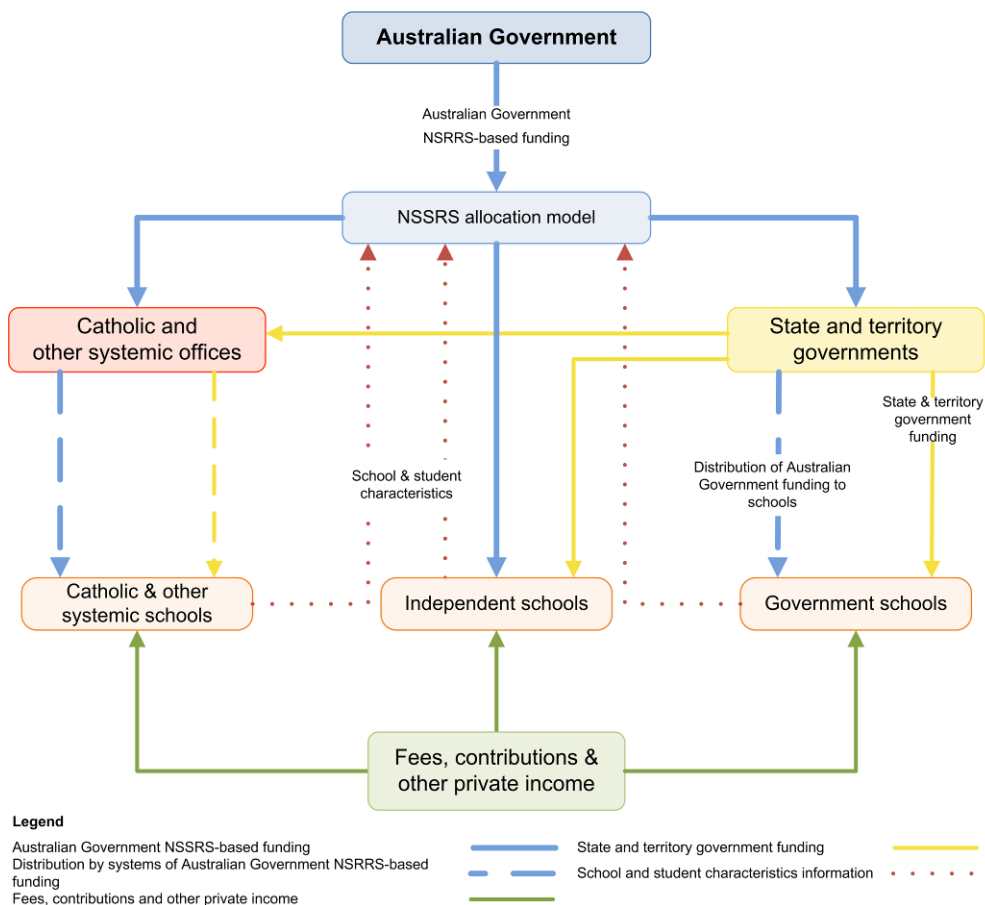 Australian Government
Australian Government
NSRRS-based funding
NSSRS allocation model
Catholic and
other systemic offices
State and territory
governments
State & territory
government
funding
School & student
characteristics
Distribution of Australian
Government funding to
schools
Catholic & other
systemic schools
Independent schools
Government schools
Fees, contributions &
other private income
Legend
Australian Government NSSRS-based funding
Distribution by systems of Australian Government NSRRS-based
funding
Fees, contributions and other private income
State and territory government funding
School and student characteristics information